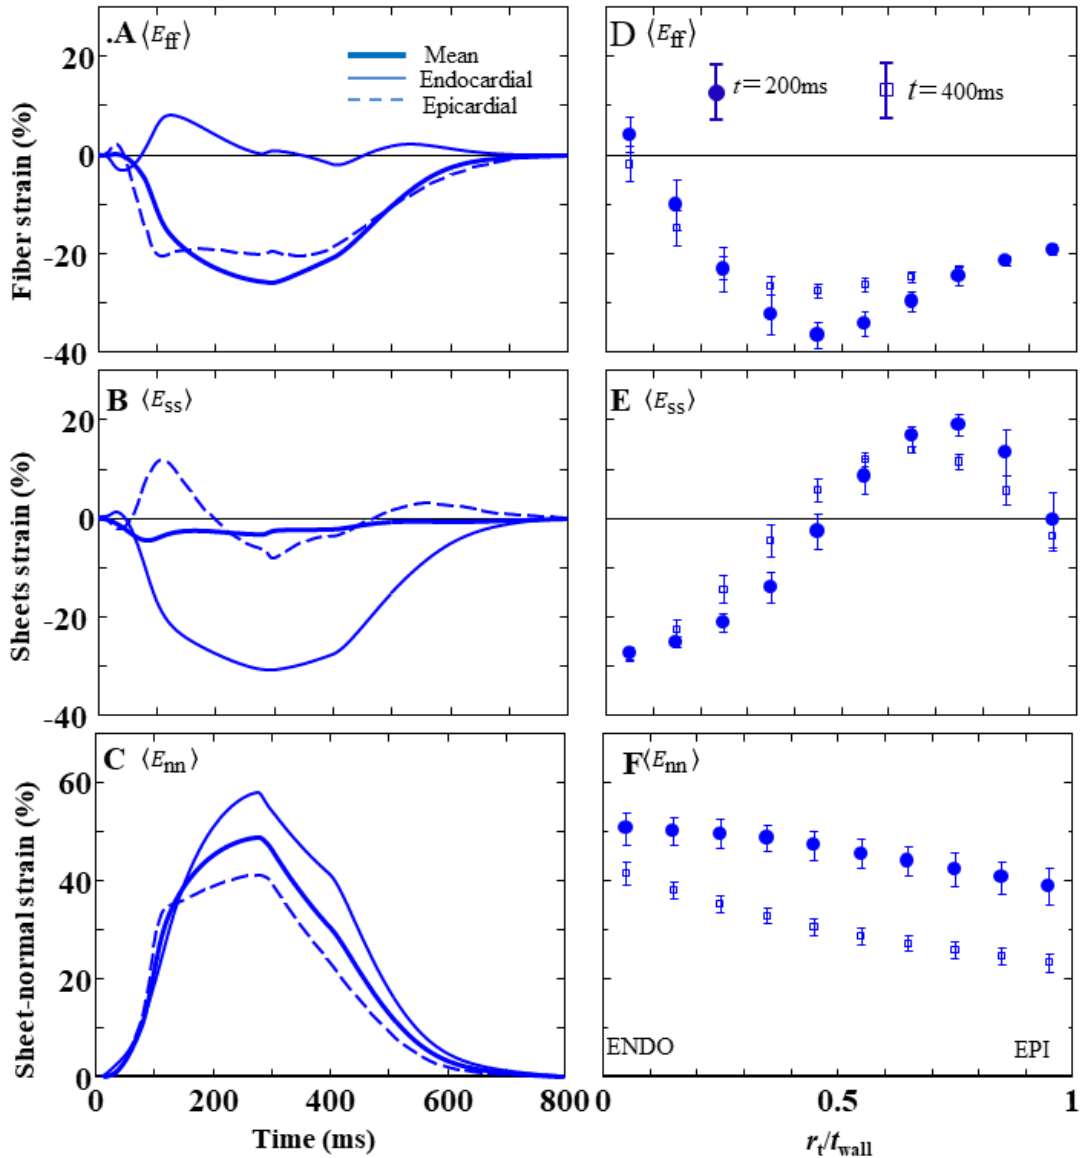 .A ⟨Eff⟩
Mean
Endocardial
Epicardial
20
0
-20
-40
Fiber strain (%)
D ⟨Eff⟩
t=200ms
t=400ms
B ⟨Ess⟩
20
0
-20
-40
Sheets strain (%)
E ⟨Ess⟩
C ⟨Enn⟩
60
40
20
0
Sheet-normal strain (%)
0 200 400 600 800
Time (ms)
F⟨Enn⟩
ENDO
EPI
0 0.5 1
rt/twall